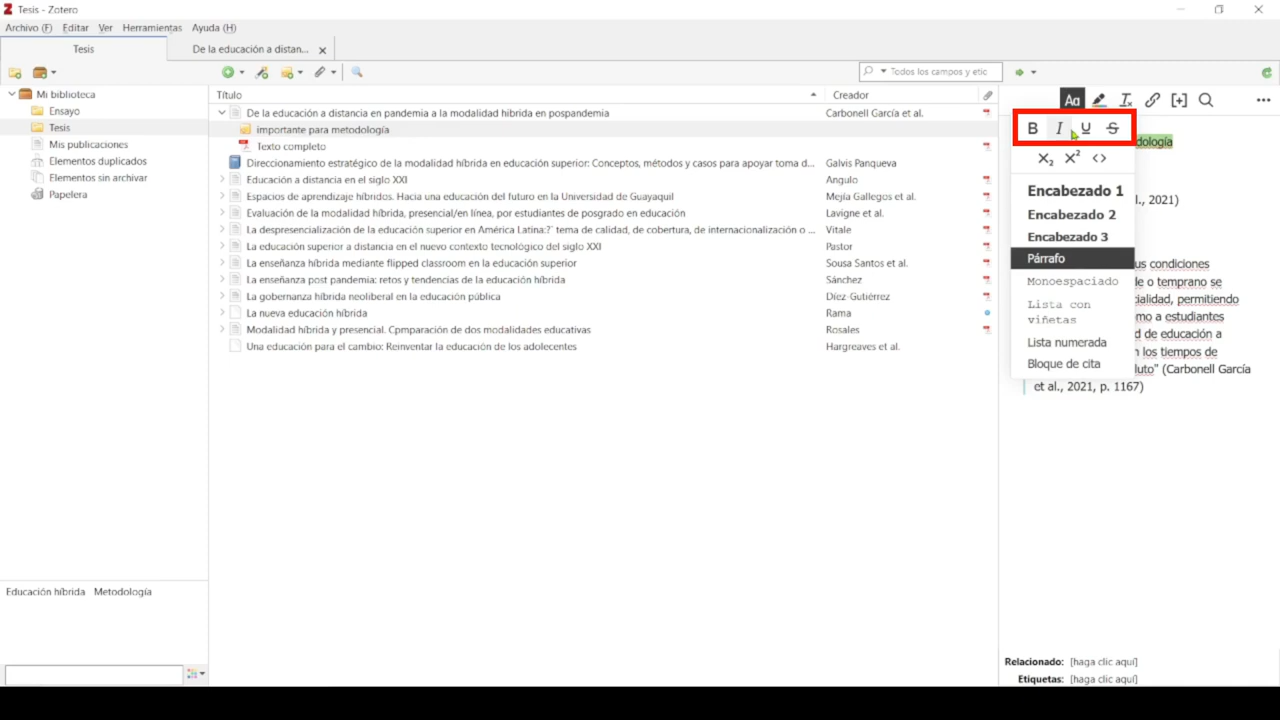 Tesis - Zotero
Archivo (F) Editar Ver Herramientas Ayuda (H)
Tesis De la educación a distan...
Todos los campos y etic
Mi biblioteca
Ensayo
Tesis
Mis publicaciones
Elementos duplicados
Elementos sin archivar
Papelera
Educación híbrida Metodología
Título Creador
De la educación a distancia en pandemia a la modalidad híbrida en pospandemia Carbonell García et al.
importante para metodología
Texto completo
Direccionamiento estratégico de la modalidad híbrida en educación superior: Conceptos, métodos y casos para apoyar toma d... Galvis Panqueva
Educación a distancia en el siglo XXI Angulo
Espacios de aprendizaje híbridos. Hacia una educación del futuro en la Universidad de Guayaquil Mejía Gallegos et al.
Evaluación de la modalidad híbrida, presencial/en línea, por estudiantes de posgrado en educación Lavigne et al.
La despresencialización de la educación superior en América Latina:?` tema de calidad, de cobertura, de internacionalización o ... Vitale
La educación superior a distancia en el nuevo contexto tecnológico del siglo XXI Pastor
La enseñanza híbrida mediante flipped classroom en la educación superior Sousa Santos et al.
La enseñanza post pandemia: retos y tendencias de la educación híbrida Sánchez
La gobernanza híbrida neoliberal en la educación pública Díez-Gutiérrez
La nueva educación híbrida Rama
Modalidad híbrida y presencial. Cpmparación de dos modalidades educativas Rosales
Una educación para el cambio: Reinventar la educación de los adolecentes Hargreaves et al.
Aa
B I U S
X₂ X² <>
Encabezado 1
Encabezado 2
Encabezado 3
Párrafo
Monoespaciado
Lista con
viñetas
Lista numerada
Bloque de cita
dología
l., 2021)
us condiciones
de o temprano se
ialidad, permitiendo
mo a estudiantes
d de educación a
n los tiempos de
luto" (Carbonell García
et al., 2021, p. 1167)
Relacionado: [haga clic aquí]
Etiquetas: [haga clic aquí]